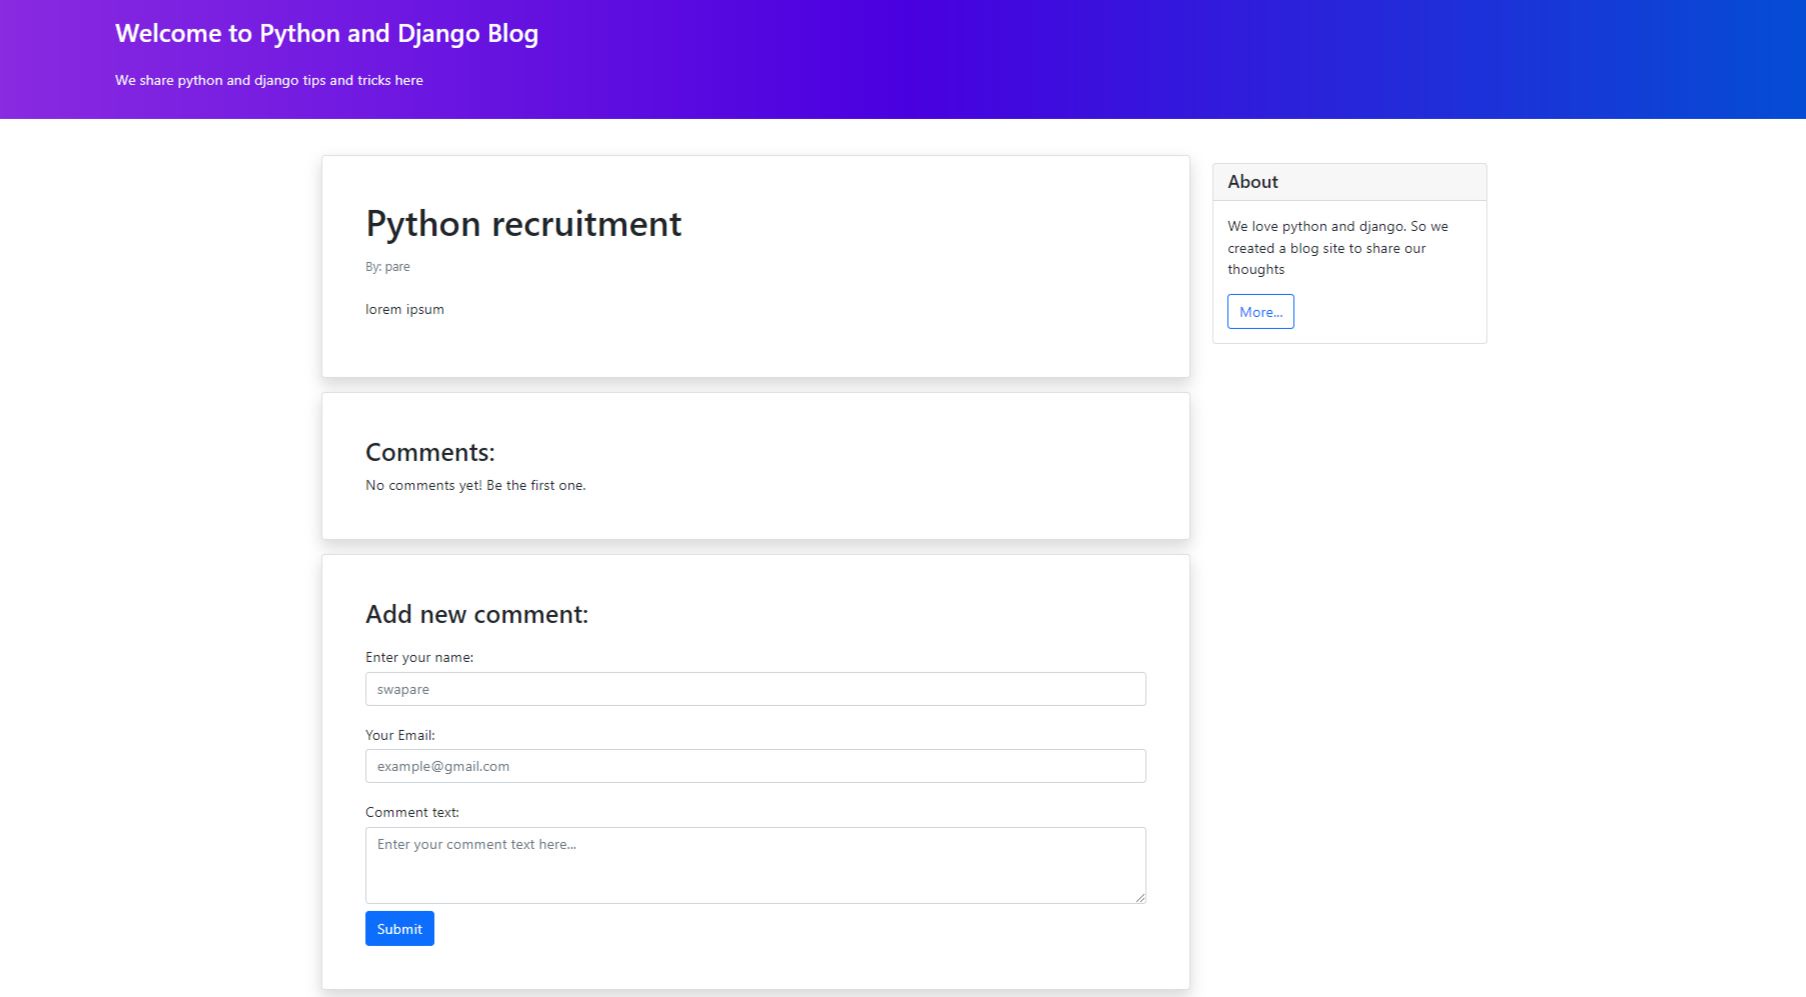 Welcome to Python and Django Blog
We share python and django tips and tricks here
Python recruitment
By: pare
lorem ipsum
Comments:
No comments yet! Be the first one.
Add new comment:
Enter your name:
swapare
Your Email:
example@gmail.com
Comment text:
Enter your comment text here...
Submit
About
We love python and django. So we
created a blog site to share our
thoughts
More...